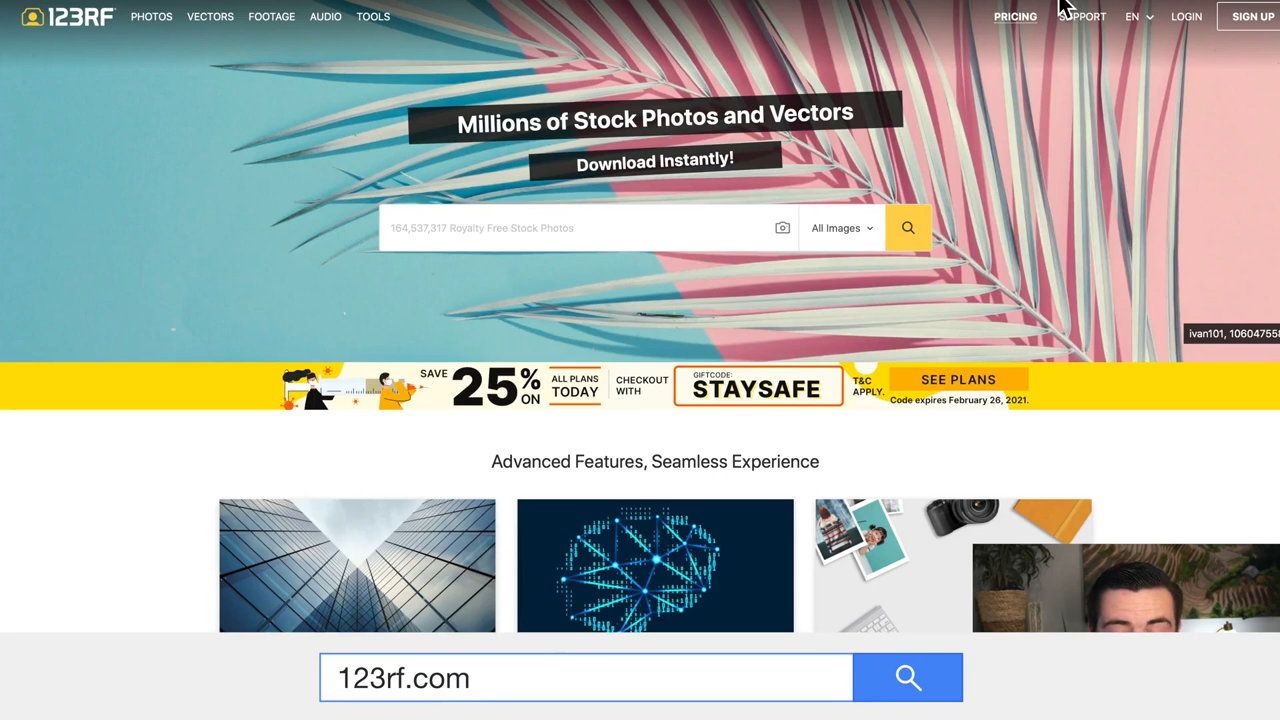 123RF PHOTOS VECTORS FOOTAGE AUDIO TOOLS PRICING SUPPORT EN LOGIN SIGN UP
Millions of Stock Photos and Vectors
Download Instantly!
164,537,317 Royalty Free Stock Photos All Images
ivan101, 10604755
SAVE 25% ON ALL PLANS TODAY CHECKOUT WITH GIFTCODE: STAYSAFE T&C APPLY. SEE PLANS
Code expires February 26, 2021.
Advanced Features, Seamless Experience
123rf.com